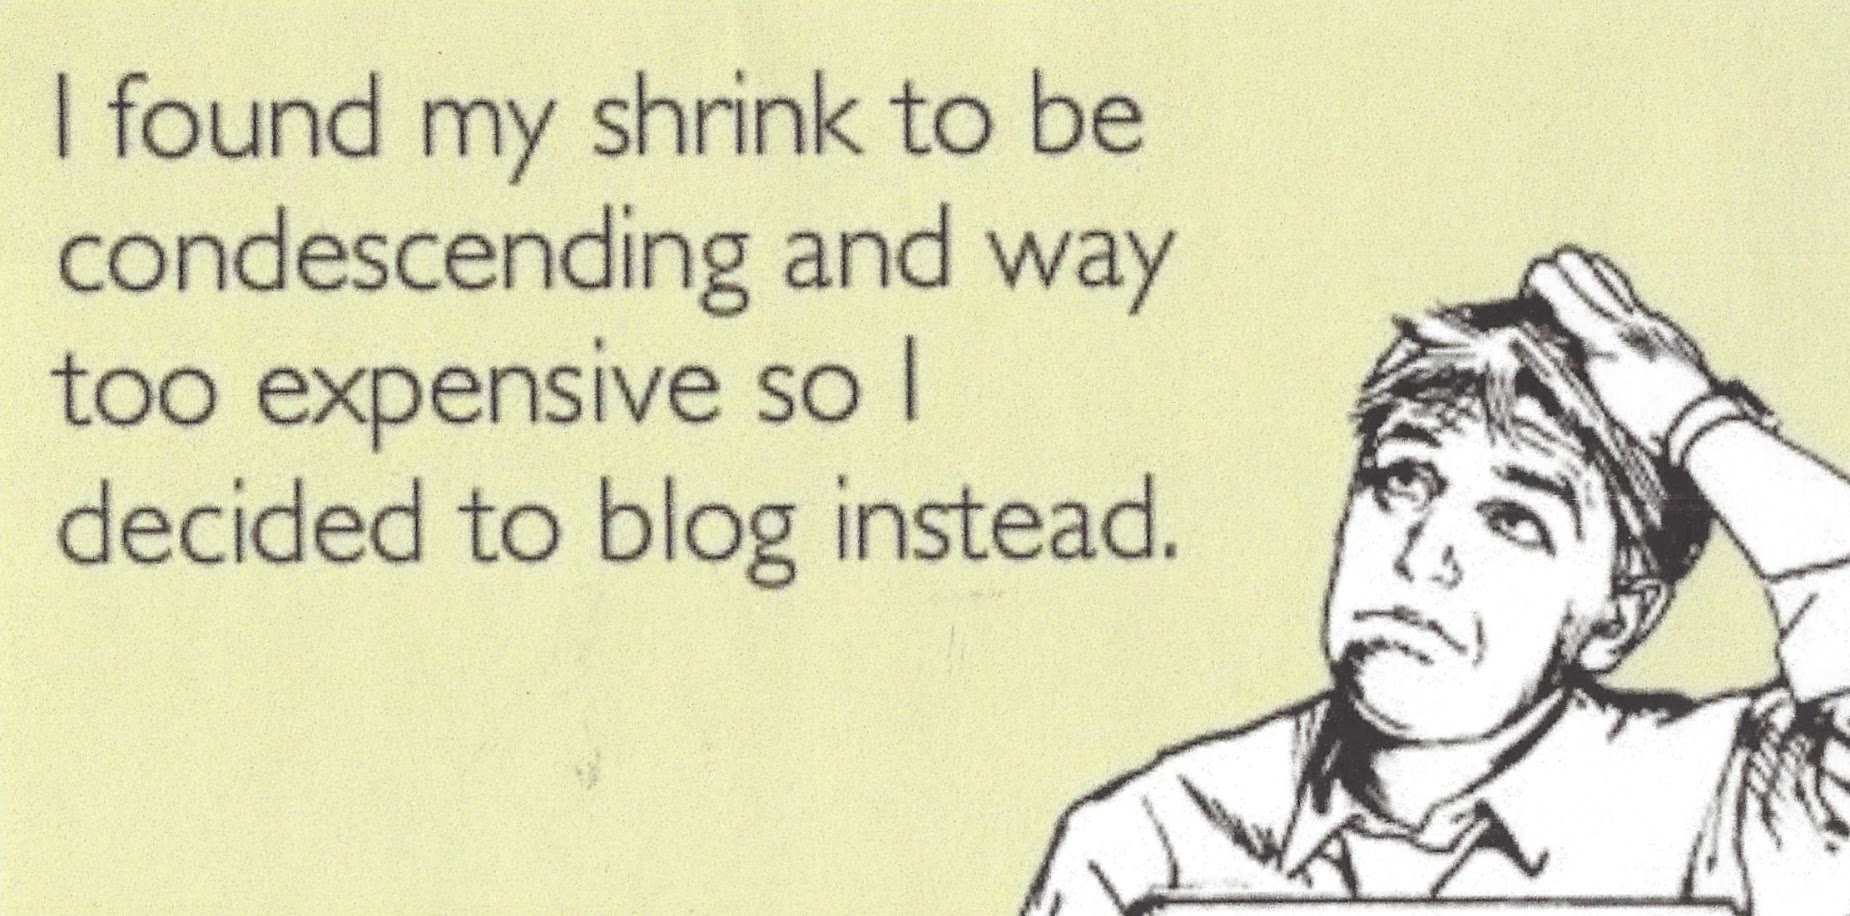 I found my shrink to be
condescending and way
too expensive so I
decided to blog instead.